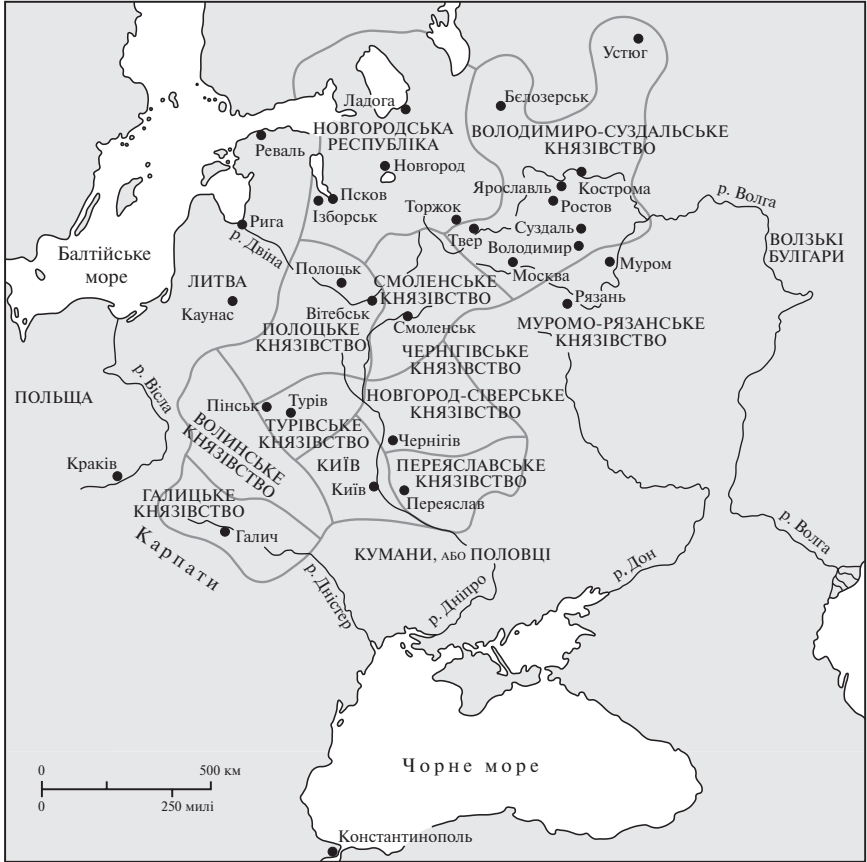 Устюг
Ладога
Бєлозерськ
НОВГОРОДСЬКА
РЕСПУБЛІКА
ВОЛОДИМИРО-СУЗДАЛЬСЬКЕ
КНЯЗІВСТВО
Реваль
Новгород
Ярославль
Кострома
Псков
Ізборськ
Ростов
р. Волга
Торжок
Рига
Твер
Суздаль
р. Двіна
Володимир
ВОЛЗЬКІ
БУЛГАРИ
Балтійське
море
Полоцьк
Москва
Муром
ЛИТВА
СМОЛЕНСЬКЕ
КНЯЗІВСТВО
Рязань
Каунас
Вітебськ
Смоленськ
МУРОМО-РЯЗАНСЬКЕ
КНЯЗІВСТВО
ПОЛОЦЬКЕ
КНЯЗІВСТВО
ЧЕРНІГІВСЬКЕ
КНЯЗІВСТВО
р. Вісла
ПОЛЬЩА
Пінськ
Турів
НОВГОРОД-СІВЕРСЬКЕ
КНЯЗІВСТВО
ТУРІВСЬКЕ
КНЯЗІВСТВО
ВОЛИНСЬКЕ
КНЯЗІВСТВО
Чернігів
Краків
КИЇВ
Київ
ПЕРЕЯСЛАВСЬКЕ
КНЯЗІВСТВО
Переяслав
ГАЛИЦЬКЕ
КНЯЗІВСТВО
Галич
р. Волга
Карпати
КУМАНИ, АБО ПОЛОВЦІ
р. Дон
р. Дністер
р. Дніпро
Чорне море
0 500 км
0 250 милі
Константинополь